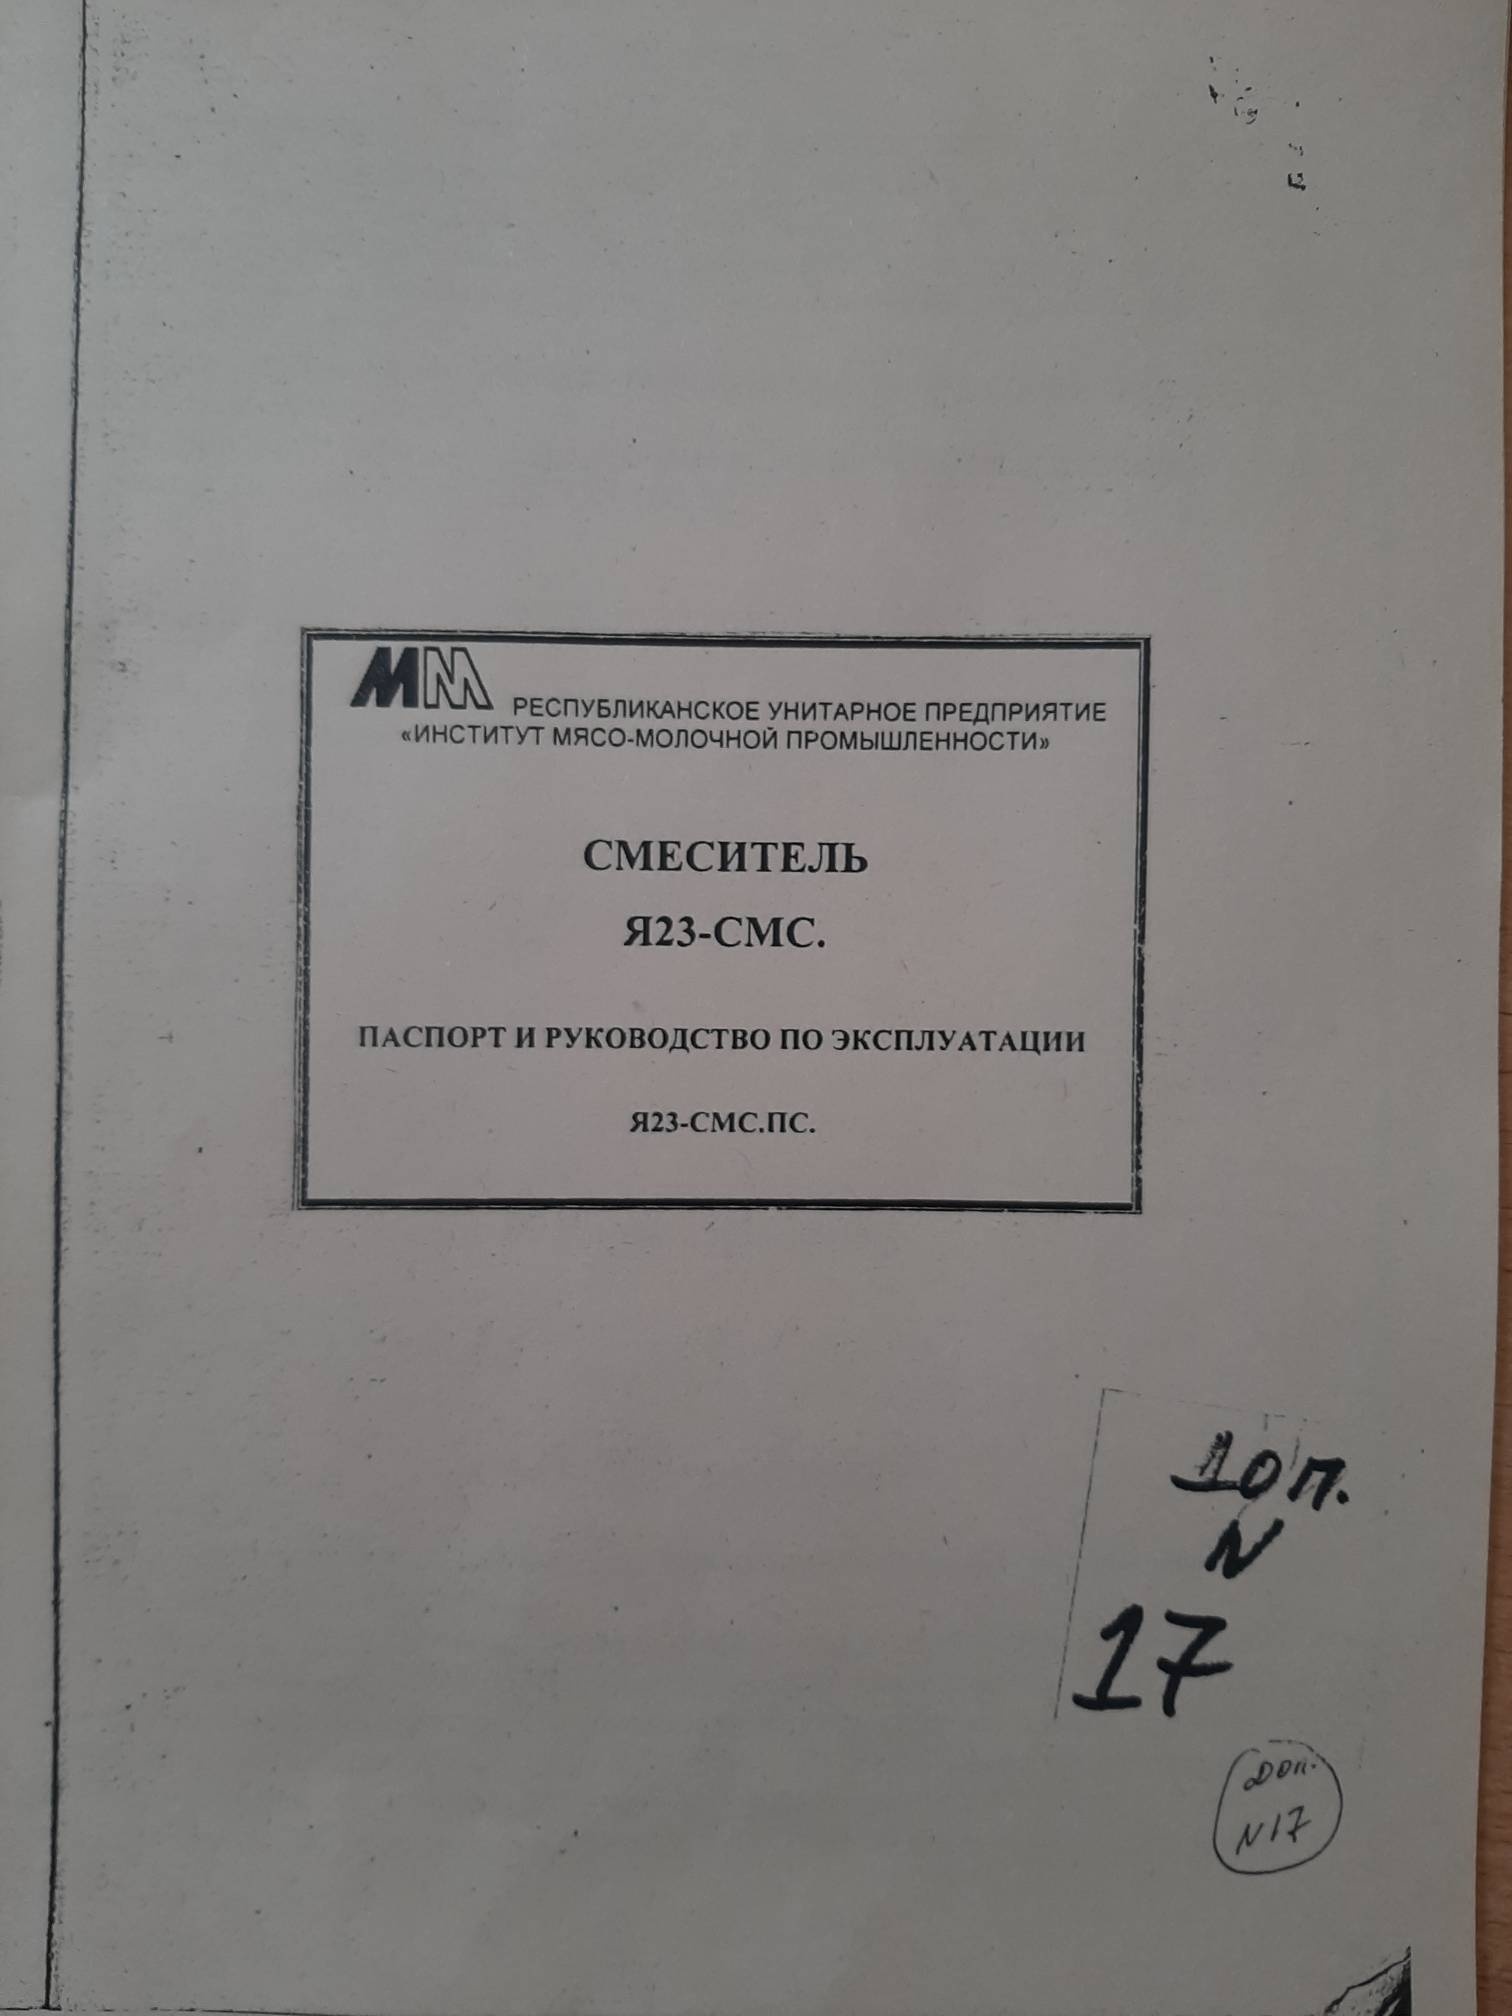 ММ РЕСПУБЛИКАНСКОЕ УНИТАРНОЕ ПРЕДПРИЯТИЕ
«ИНСТИТУТ МЯСО-МОЛОЧНОЙ ПРОМЫШЛЕННОСТИ»
СМЕСИТЕЛЬ
Я23-СМС.
ПАСПОРТ И РУКОВОДСТВО ПО ЭКСПЛУАТАЦИИ
Я23-СМС.ПС.
Доп.
N
17
Доп.
N17